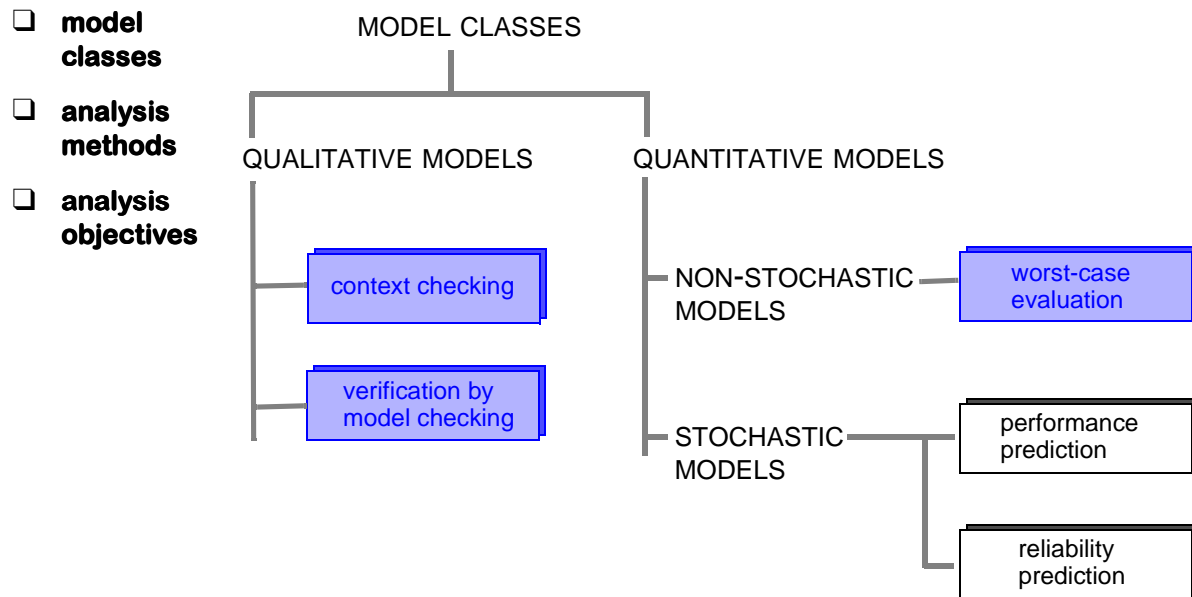 ❑ model
classes
❑ analysis
methods
❑ analysis
objectives
MODEL CLASSES
QUALITATIVE MODELS
QUANTITATIVE MODELS
context checking
verification by
model checking
NON-STOCHASTIC
MODELS
worst-case
evaluation
STOCHASTIC
MODELS
performance
prediction
reliability
prediction